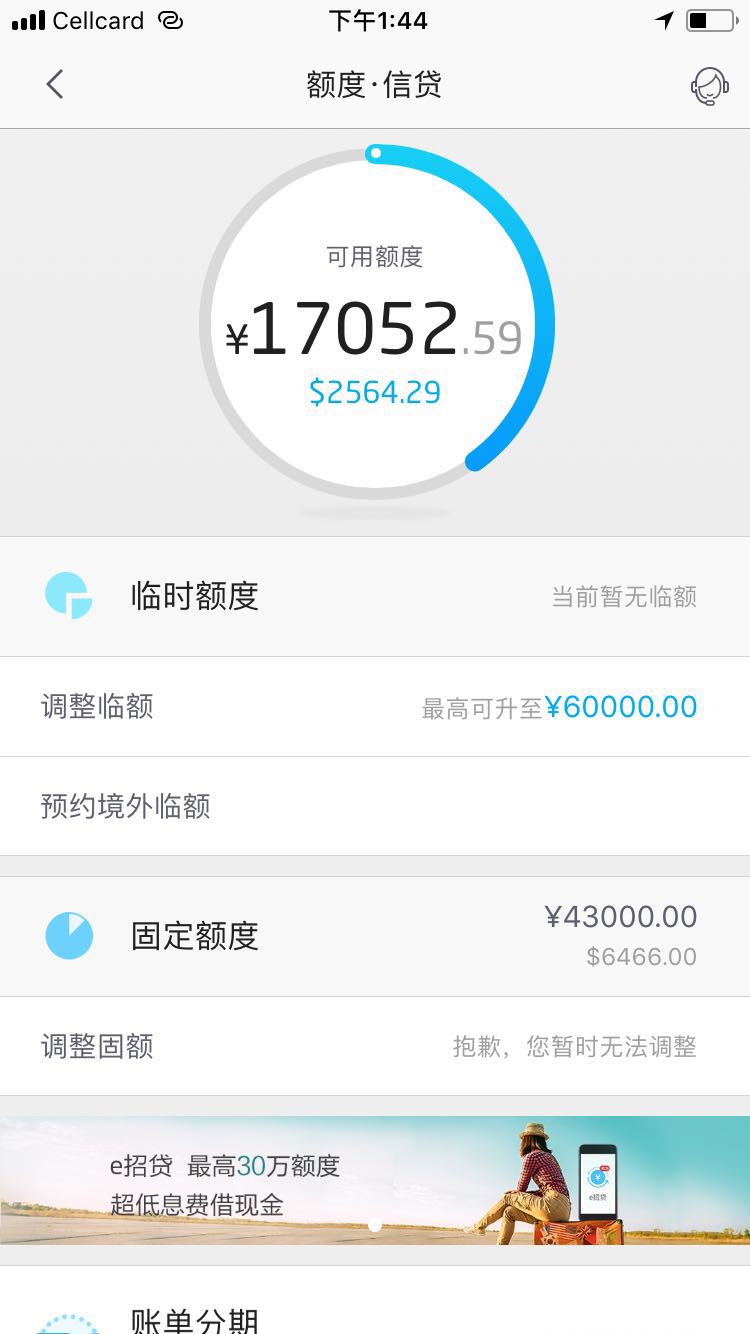 Cellcard 下午1:44
额度·信贷
可用额度
¥17052.59
$2564.29
临时额度 当前暂无临额
调整临额 最高可升至¥60000.00
预约境外临额
固定额度 ¥43000.00
$6466.00
调整固额 抱歉，您暂时无法调整
e招贷 最高30万额度
超低息费借现金
e招贷
账单分期